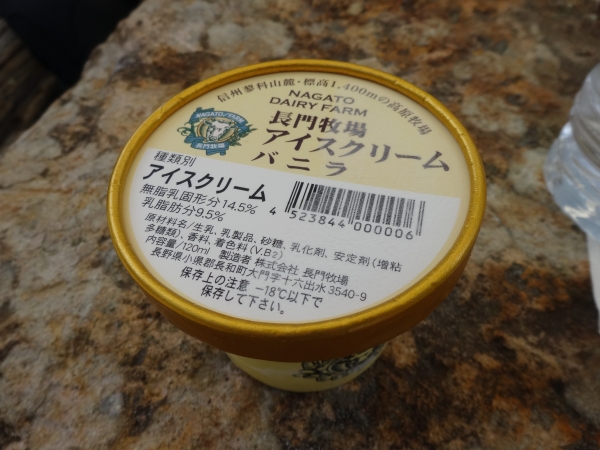 信州蓼科山麓・標高1,400mの高原牧場
NAGATO
DAIRY FARM
長門牧場
アイスクリーム
バニラ
NAGATO FARM
長門牧場
種類別
アイスクリーム
無脂乳固形分14.5%
乳脂肪分9.5%
4 523844 000006
原材料名/生乳、乳製品、砂糖、乳化剤、安定剤(増粘
多糖類)、香料、着色料(V.B2)
内容量/120ml 製造者 株式会社 長門牧場
長野県小県郡長和町大門字十六出水3540-9
保存上の注意 −18℃以下で
保存して下さい。